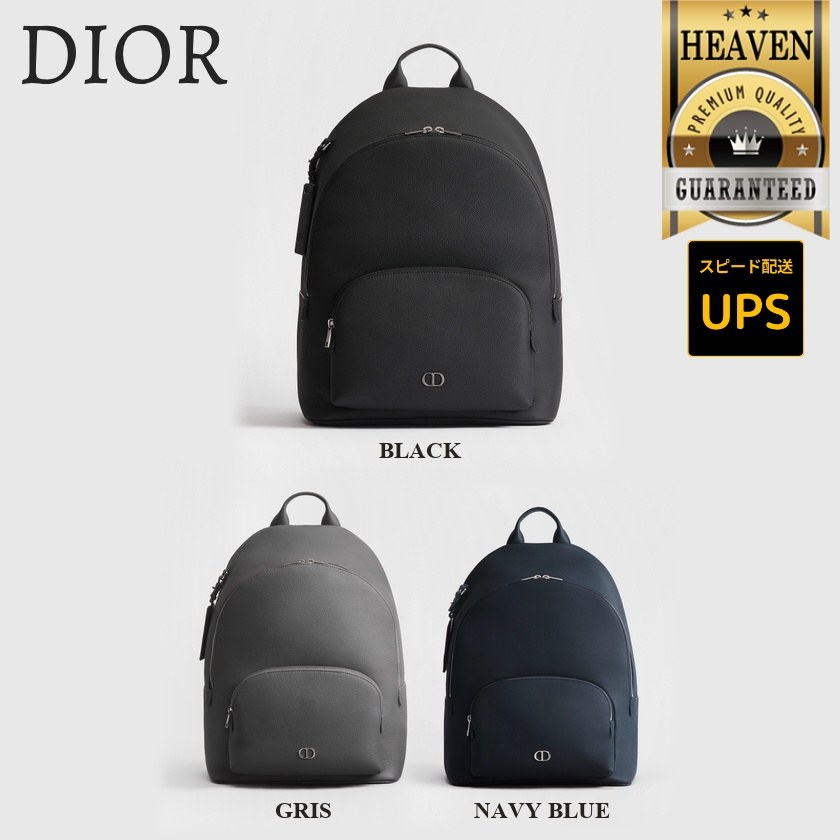 DIOR
HEAVEN
PREMIUM QUALITY
GUARANTEED
スピード配送
UPS
BLACK
GRIS
NAVY BLUE